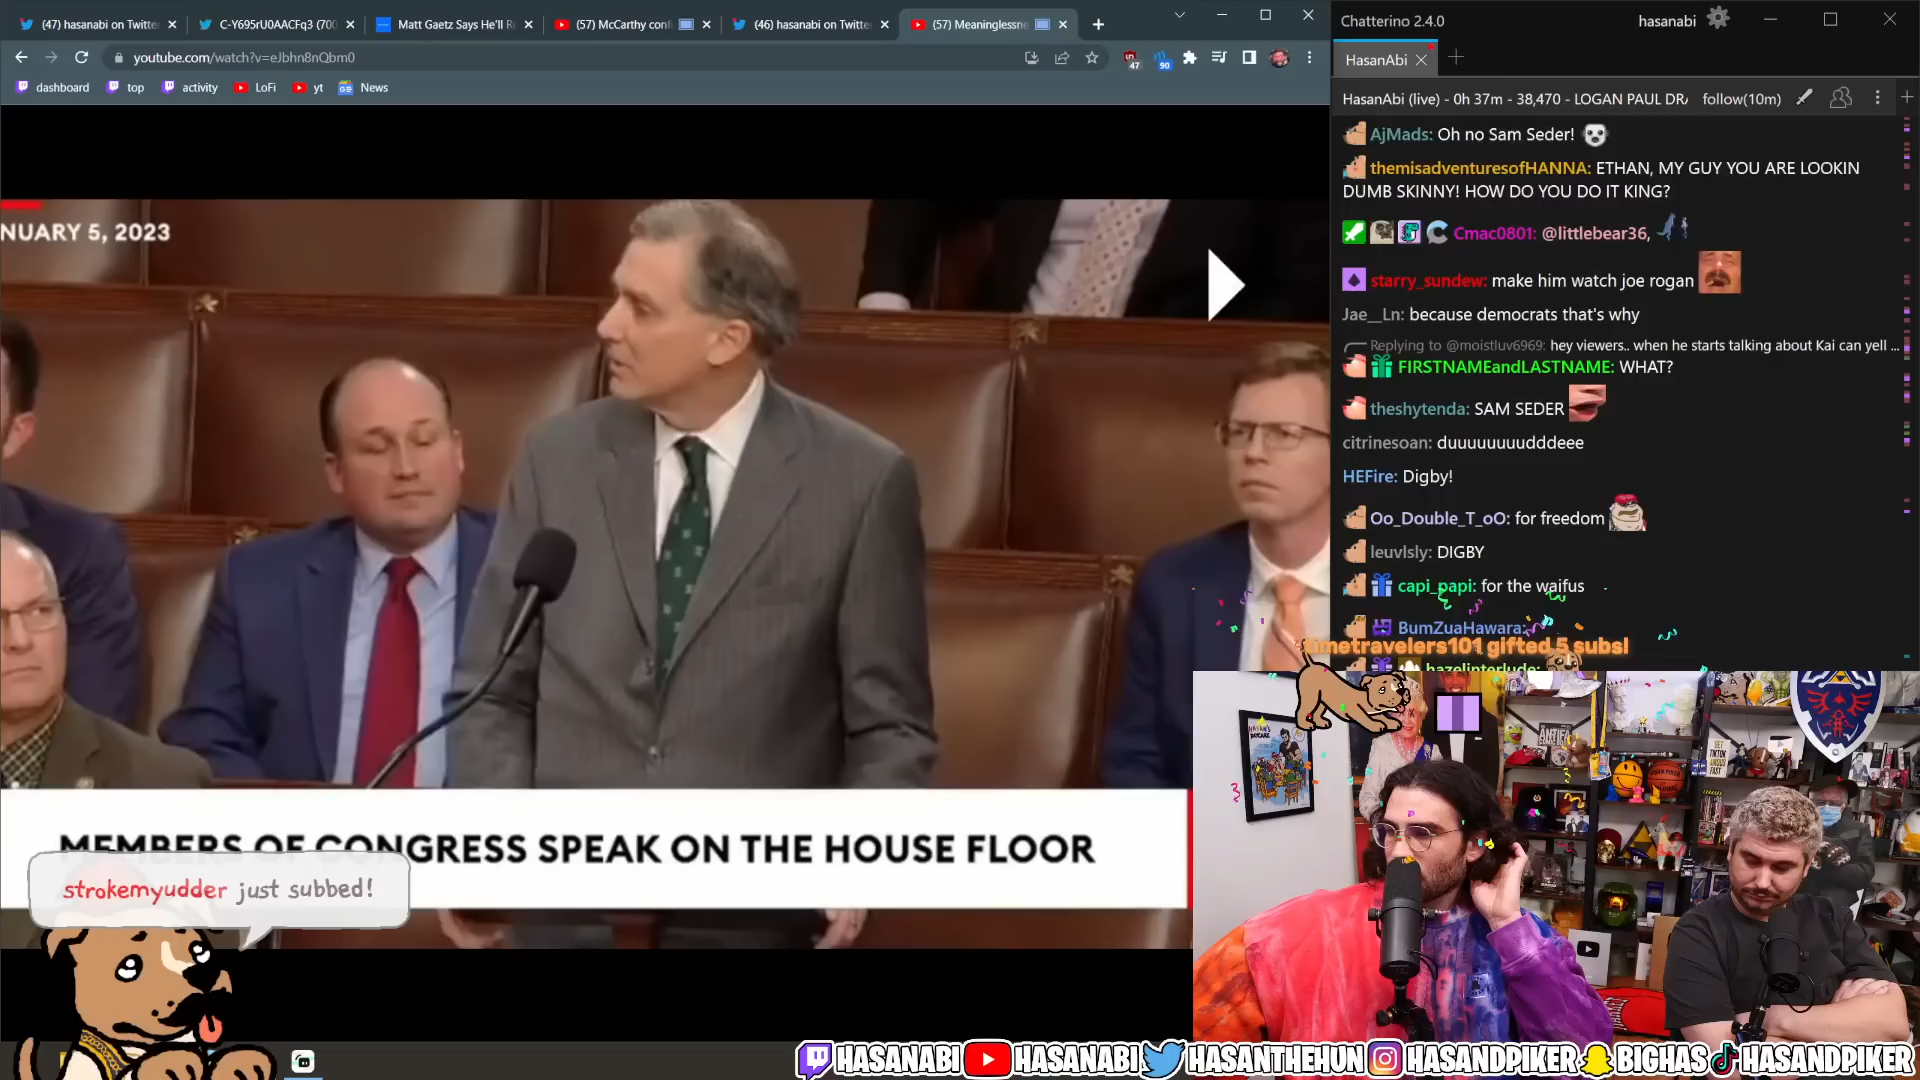 (47) hasanabi on Twitte
C-Y695rU0AACFq3 (700
Matt Gaetz Says He'll R
(57) McCarthy conf
(46) hasanabi on Twitte
(57) Meaninglessne
youtube.com/watch?v=eJbhn8nQbm0
47
90
dashboard
top
activity
LoFi
yt
News
NUARY 5, 2023
MEMBERS OF CONGRESS SPEAK ON THE HOUSE FLOOR
strokemyudder just subbed!
Chatterino 2.4.0
hasanabi
HasanAbi
HasanAbi (live) - 0h 37m - 38,470 - LOGAN PAUL DR
follow(10m)
AjMads: Oh no Sam Seder!
themisadventuresofHANNA: ETHAN, MY GUY YOU ARE LOOKIN
DUMB SKINNY! HOW DO YOU DO IT KING?
Cmac0801: @littlebear36,
starry_sundew: make him watch joe rogan
Jae__Ln: because democrats that's why
Replying to @moistluv6969: hey viewers.. when he starts talking about Kai can yell ...
FIRSTNAMEandLASTNAME: WHAT?
theshytenda: SAM SEDER
citrinesoan: duuuuuuuudddeee
HEFire: Digby!
Oo_Double_T_oO: for freedom
leuvlsly: DIGBY
capi_papi: for the waifus
BumZuaHawara:
timetravelers101 gifted 5 subs!
hazelinterlude:
ANTIFA
HASANABI
HASANABI
HASANTHEHUN
HASANDPIKER
BIGHAS
HASANDPIKER